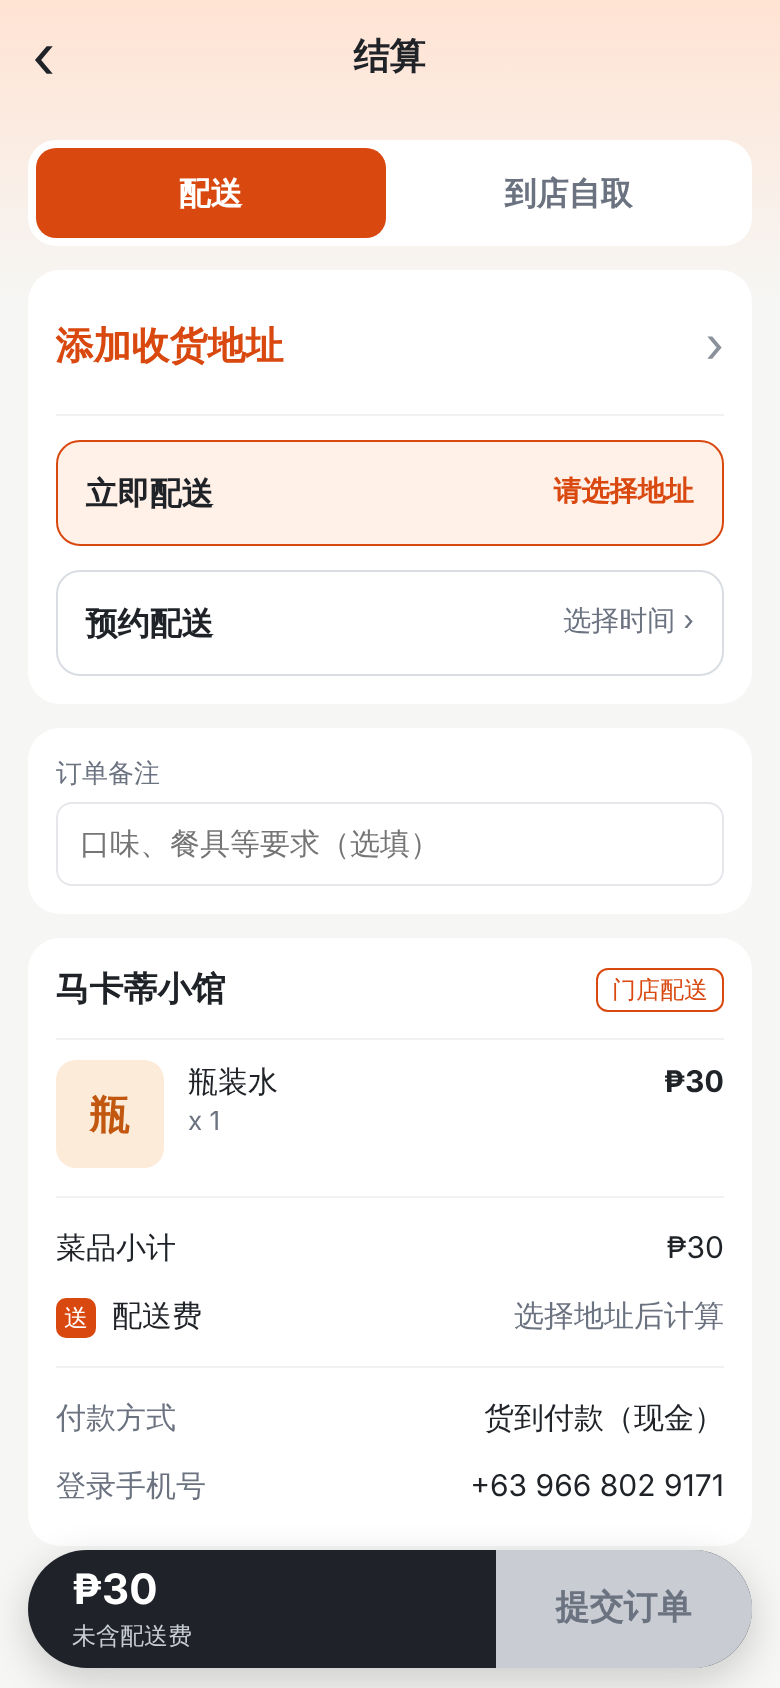 ‹
结算
配送
到店自取
添加收货地址 ›
立即配送 请选择地址
预约配送 选择时间 ›
订单备注
口味、餐具等要求（选填）
马卡蒂小馆 门店配送
瓶
瓶装水 ₱30
x 1
菜品小计 ₱30
送 配送费 选择地址后计算
付款方式 货到付款（现金）
登录手机号 +63 966 802 9171
₱30
未含配送费
提交订单